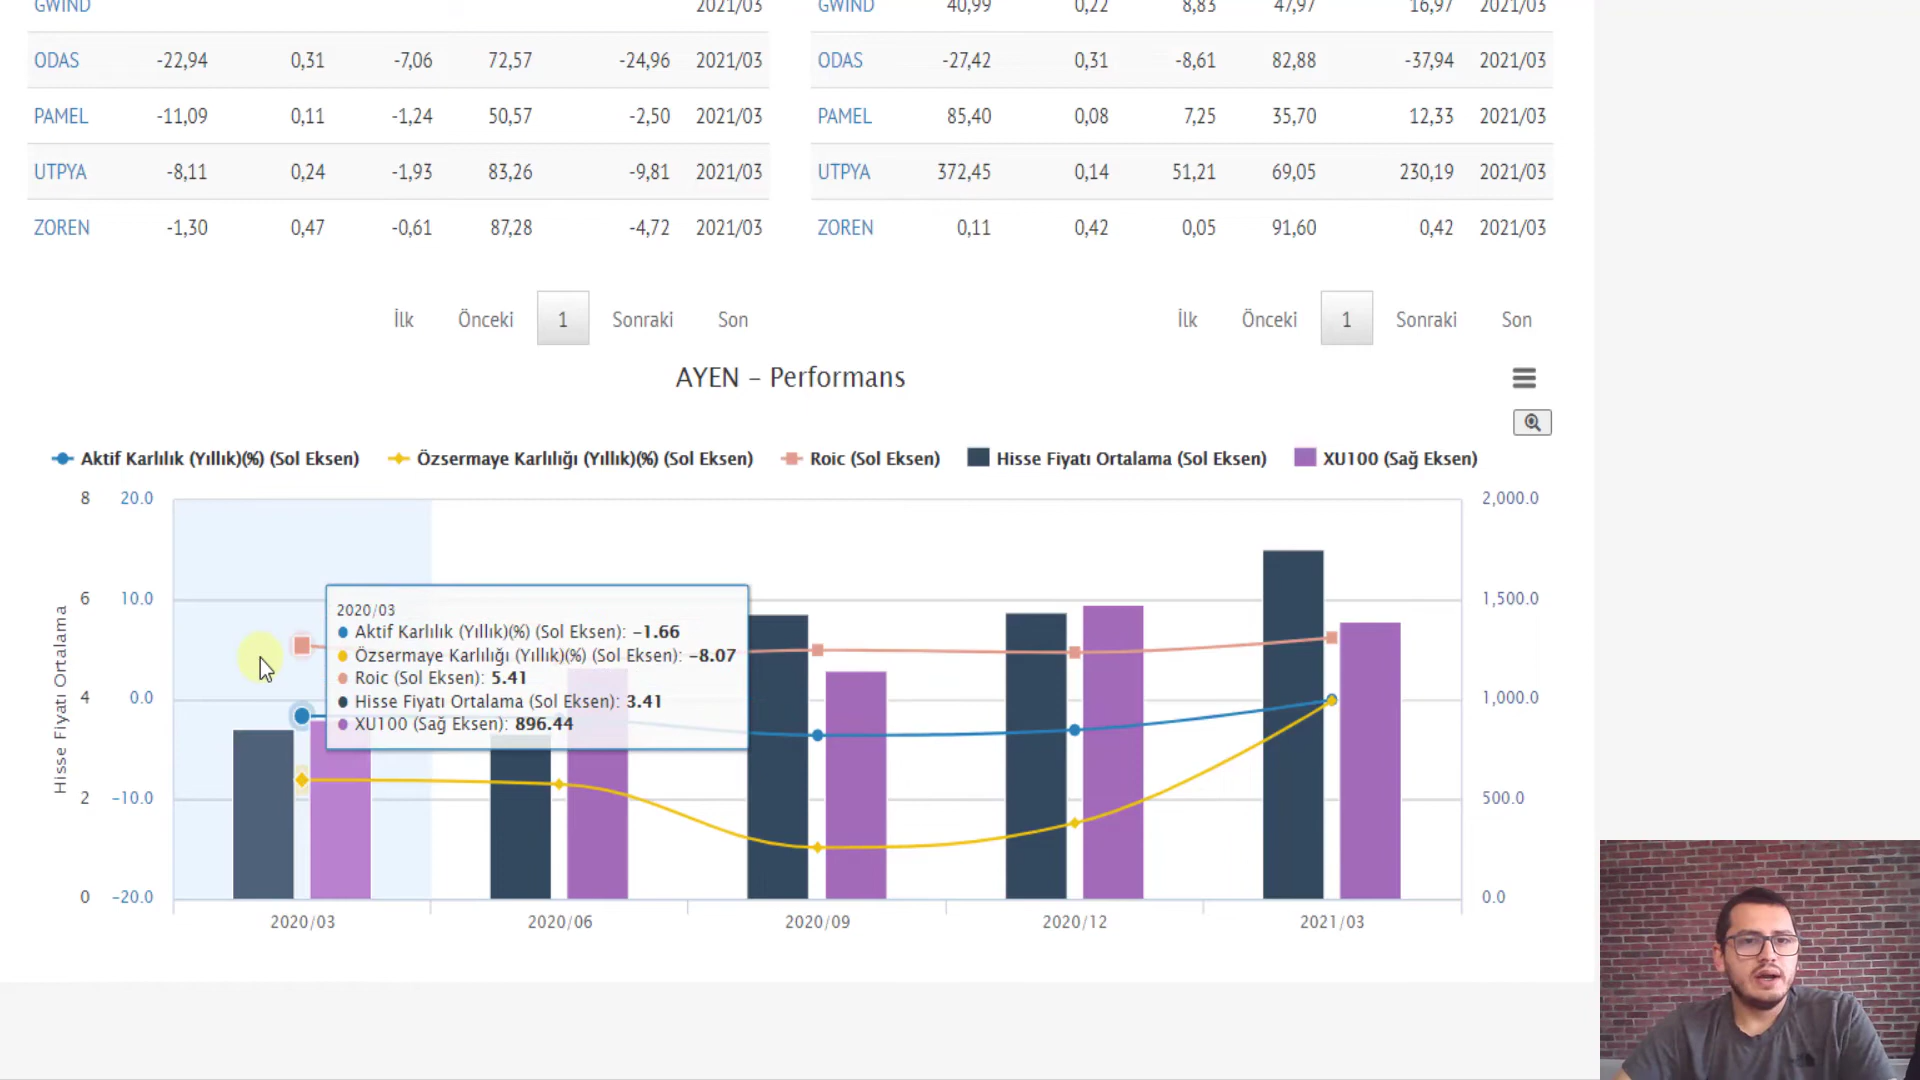 GWIND 2021/03 GWIND 40,99 0,22 8,83 47,97 16,97 2021/03
ODAS -22,94 0,31 -7,06 72,57 -24,96 2021/03 ODAS -27,42 0,31 -8,61 82,88 -37,94 2021/03
PAMEL -11,09 0,11 -1,24 50,57 -2,50 2021/03 PAMEL 85,40 0,08 7,25 35,70 12,33 2021/03
UTPYA -8,11 0,24 -1,93 83,26 -9,81 2021/03 UTPYA 372,45 0,14 51,21 69,05 230,19 2021/03
ZOREN -1,30 0,47 -0,61 87,28 -4,72 2021/03 ZOREN 0,11 0,42 0,05 91,60 0,42 2021/03
İlk Önceki 1 Sonraki Son İlk Önceki 1 Sonraki Son
AYEN – Performans
Aktif Karlılık (Yıllık)(%) (Sol Eksen) Özsermaye Karlılığı (Yıllık)(%) (Sol Eksen) Roic (Sol Eksen) Hisse Fiyatı Ortalama (Sol Eksen) XU100 (Sağ Eksen)
8 20.0 2,000.0
6 10.0 1,500.0
4 0.0 1,000.0
2 −10.0 500.0
0 −20.0 0.0
Hisse Fiyatı Ortalama
2020/03
Aktif Karlılık (Yıllık)(%) (Sol Eksen): −1.66
Özsermaye Karlılığı (Yıllık)(%) (Sol Eksen): −8.07
Roic (Sol Eksen): 5.41
Hisse Fiyatı Ortalama (Sol Eksen): 3.41
XU100 (Sağ Eksen): 896.44
2020/03 2020/06 2020/09 2020/12 2021/03